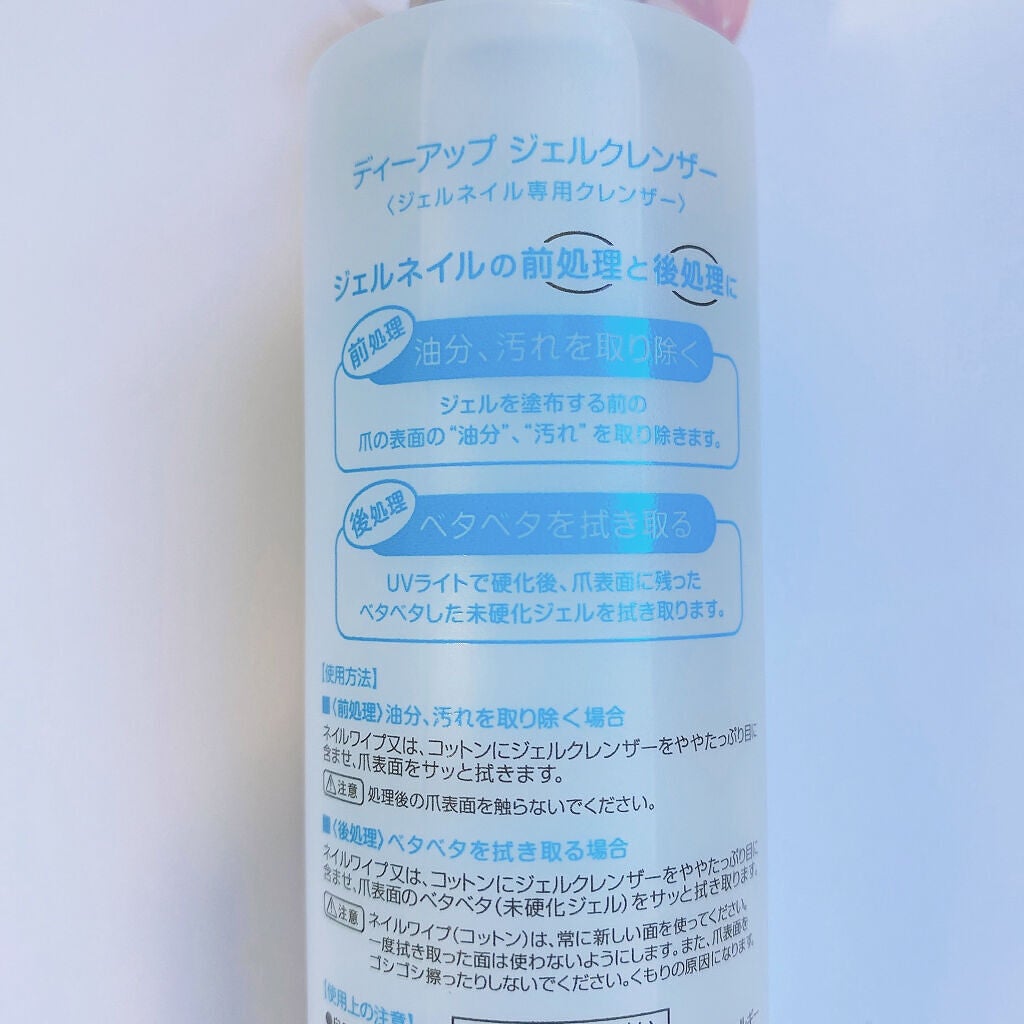 ディーアップ ジェルクレンザー
〈ジェルネイル専用クレンザー〉
ジェルネイルの前処理と後処理に
前処理 油分、汚れを取り除く
ジェルを塗布する前の
爪の表面の“油分”、“汚れ”を取り除きます。
後処理 ベタベタを拭き取る
UVライトで硬化後、爪表面に残った
ベタベタした未硬化ジェルを拭き取ります。
【使用方法】
■〈前処理〉油分、汚れを取り除く場合
ネイルワイプ又は、コットンにジェルクレンザーをややたっぷり目に
含ませ、爪表面をサッと拭きます。
⚠注意 処理後の爪表面を触らないでください。
■〈後処理〉ベタベタを拭き取る場合
ネイルワイプ又は、コットンにジェルクレンザーをややたっぷり目に
含ませ、爪表面のベタベタ(未硬化ジェル)をサッと拭き取ります。
⚠注意 ネイルワイプ(コットン)は、常に新しい面を使ってください。
一度拭き取った面は使わないようにします。また、爪表面を
ゴシゴシ擦ったりしないでください。くもりの原因になります。
【使用上の注意】